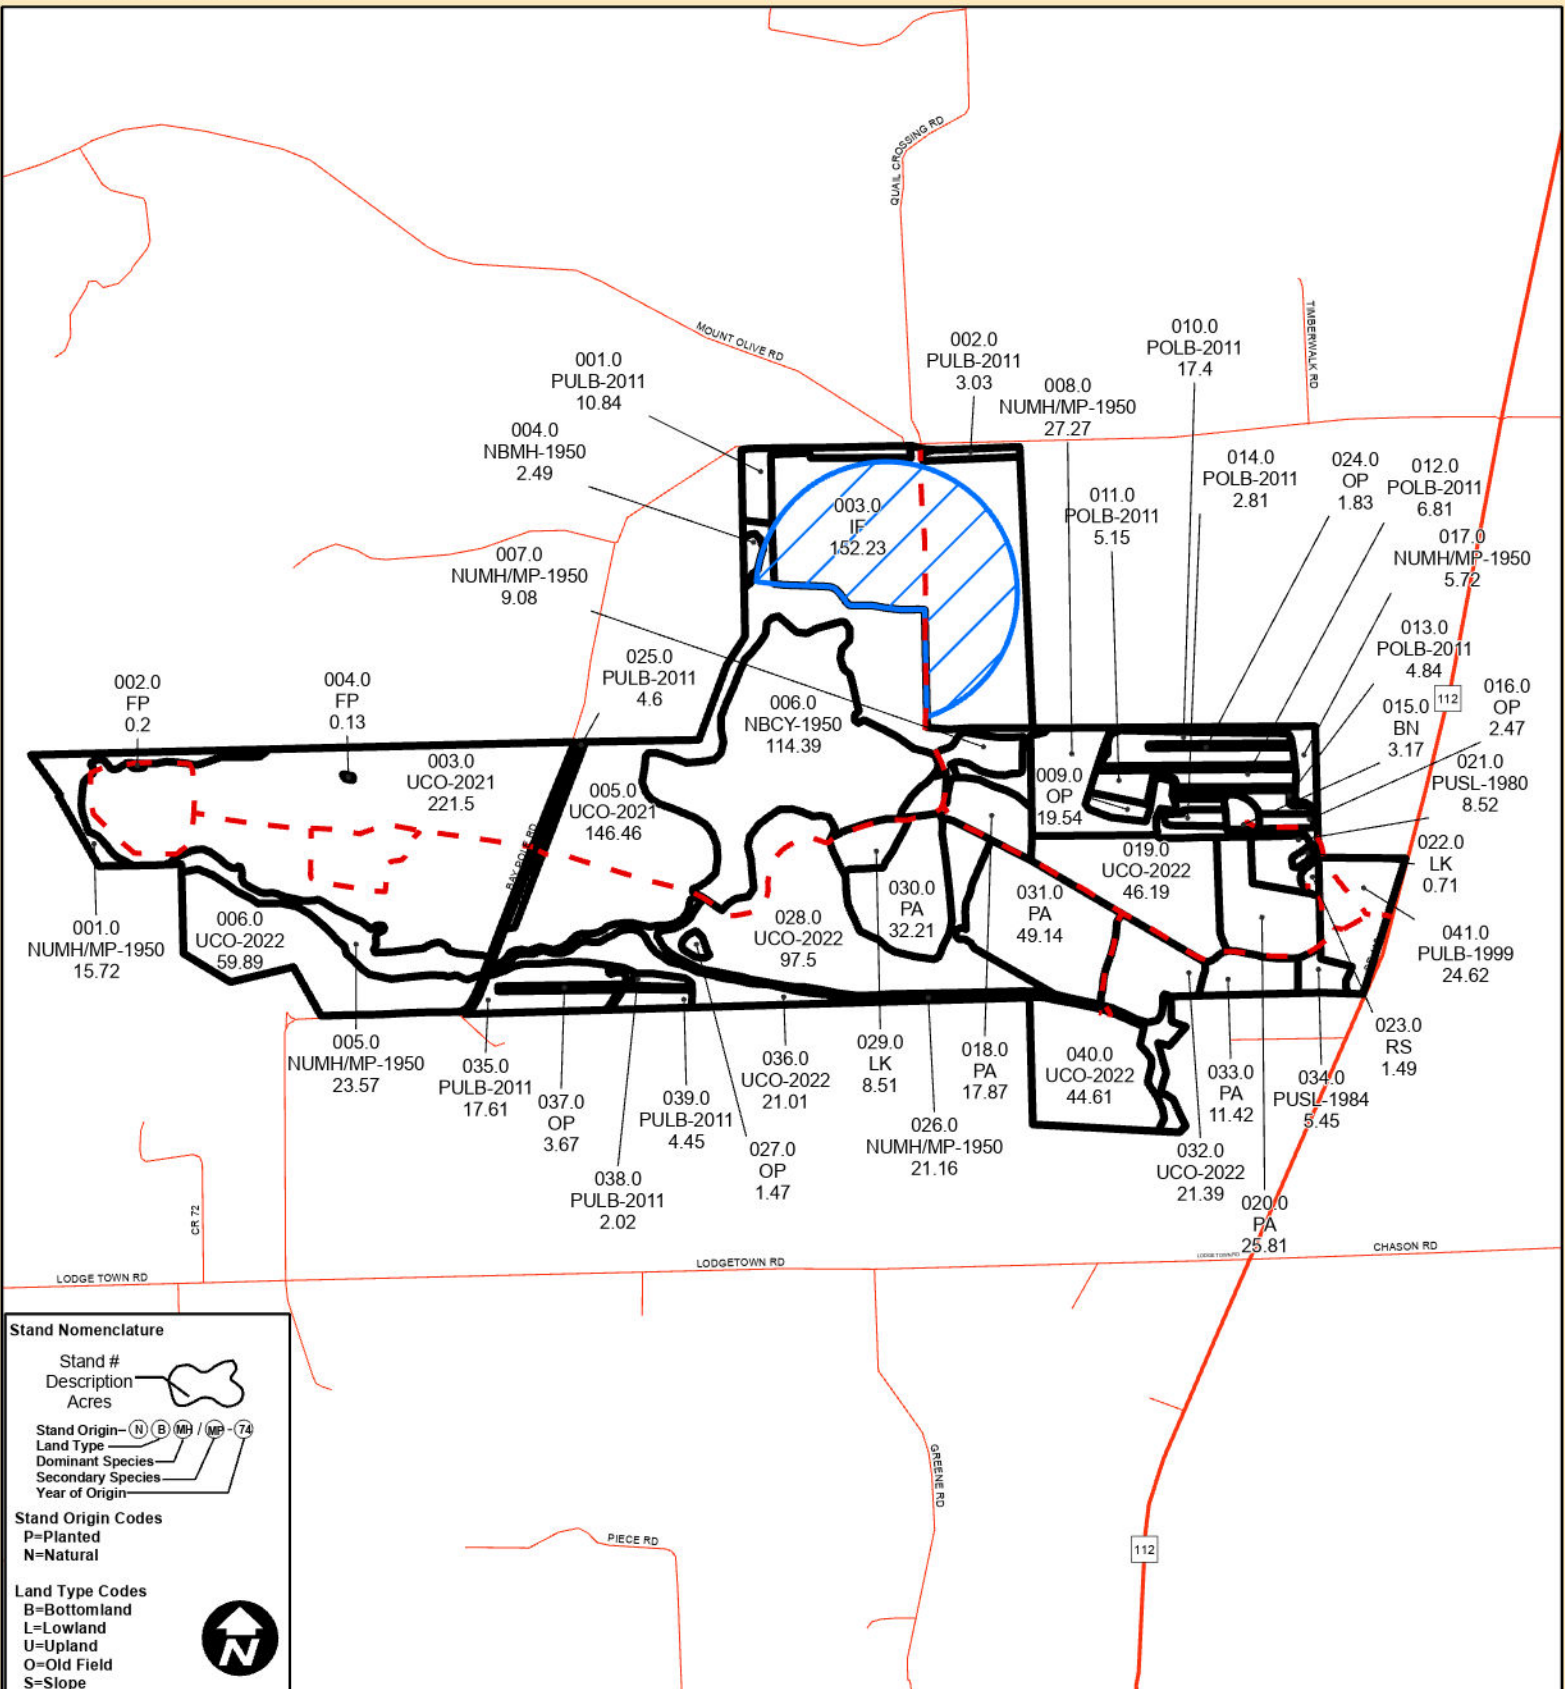 QUAIL CROSSING RD
MOUNT OLIVE RD
TIMBERWALK RD
001.0
PULB-2011
10.84
002.0
PULB-2011
3.03
008.0
NUMH/MP-1950
27.27
010.0
POLB-2011
17.4
004.0
NBMH-1950
2.49
014.0
POLB-2011
2.81
024.0
OP
1.83
012.0
POLB-2011
6.81
003.0
IF
152.23
011.0
POLB-2011
5.15
017.0
NUMH/MP-1950
5.72
007.0
NUMH/MP-1950
9.08
013.0
POLB-2011
4.84
002.0
FP
0.2
004.0
FP
0.13
025.0
PULB-2011
4.6
006.0
NBCY-1950
114.39
015.0
BN
3.17
016.0
OP
2.47
112
003.0
UCO-2021
221.5
005.0
UCO-2021
146.46
009.0
OP
19.54
021.0
PUSL-1980
8.52
019.0
UCO-2022
46.19
022.0
LK
0.71
001.0
NUMH/MP-1950
15.72
006.0
UCO-2022
59.89
028.0
UCO-2022
97.5
030.0
PA
32.21
031.0
PA
49.14
041.0
PULB-1999
24.62
005.0
NUMH/MP-1950
23.57
035.0
PULB-2011
17.61
037.0
OP
3.67
038.0
PULB-2011
2.02
039.0
PULB-2011
4.45
027.0
OP
1.47
036.0
UCO-2022
21.01
029.0
LK
8.51
026.0
NUMH/MP-1950
21.16
018.0
PA
17.87
040.0
UCO-2022
44.61
032.0
UCO-2022
21.39
033.0
PA
11.42
020.0
PA
25.81
034.0
PUSL-1984
5.45
023.0
RS
1.49
CR 72
LODGE TOWN RD
LODGETOWN RD
LODGETOWN RD
CHASON RD
GREENE RD
PIECE RD
112
Stand Nomenclature
Stand #
Description
Acres
Stand Origin N B MH / MP - 74
Land Type
Dominant Species
Secondary Species
Year of Origin
Stand Origin Codes
P=Planted
N=Natural
Land Type Codes
B=Bottomland
L=Lowland
U=Upland
O=Old Field
S=Slope
N